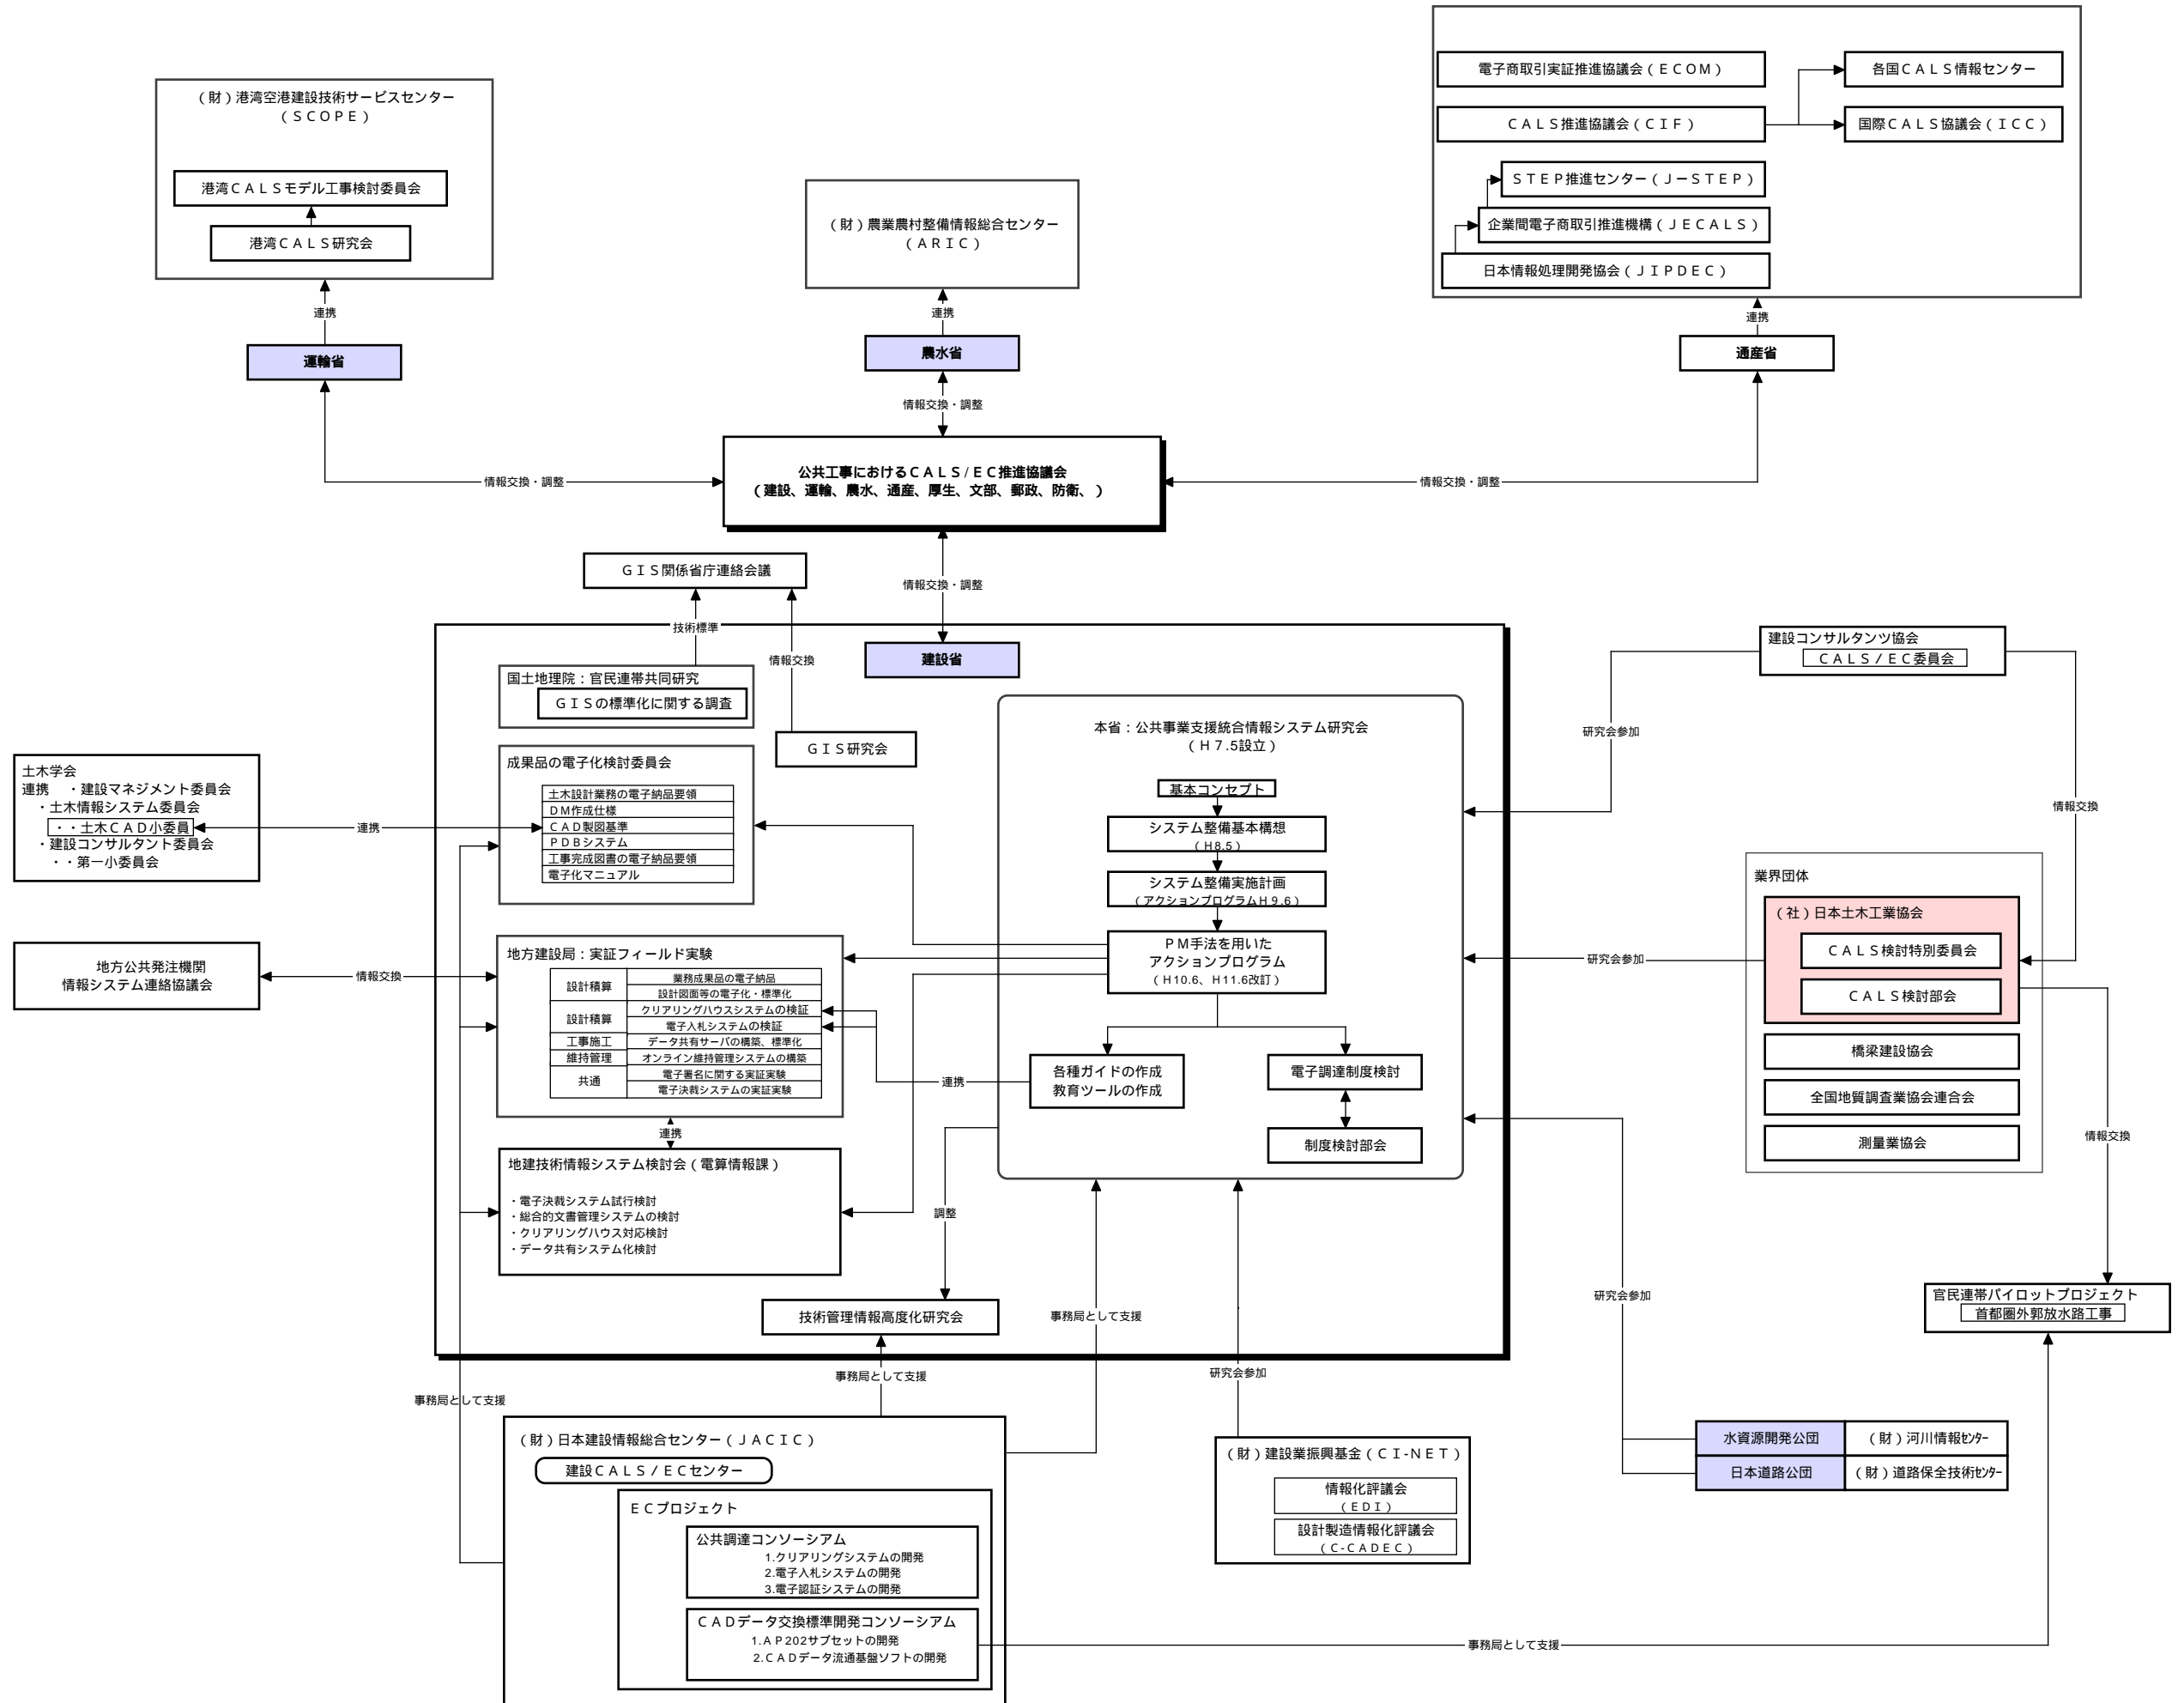 （財）港湾空港建設技術サービスセンター
（ＳＣＯＰＥ）
港湾ＣＡＬＳモデル工事検討委員会
港湾ＣＡＬＳ研究会
連携
運輸省
（財）農業農村整備情報総合センター
（ＡＲＩＣ）
連携
農水省
情報交換・調整
電子商取引実証推進協議会（ＥＣＯＭ）
各国ＣＡＬＳ情報センター
ＣＡＬＳ推進協議会（ＣＩＦ）
国際ＣＡＬＳ協議会（ＩＣＣ）
ＳＴＥＰ推進センター（Ｊ－ＳＴＥＰ）
企業間電子商取引推進機構（ＪＥＣＡＬＳ）
日本情報処理開発協会（ＪＩＰＤＥＣ）
連携
通産省
情報交換・調整
公共工事におけるＣＡＬＳ/ＥＣ推進協議会
（建設、運輸、農水、通産、厚生、文部、郵政、防衛、）
情報交換・調整
ＧＩＳ関係省庁連絡会議
情報交換・調整
技術標準
情報交換
建設省
国土地理院：官民連帯共同研究
ＧＩＳの標準化に関する調査
ＧＩＳ研究会
成果品の電子化検討委員会
土木設計業務の電子納品要領
ＤＭ作成仕様
ＣＡＤ製図基準
ＰＤＢシステム
工事完成図書の電子納品要領
電子化マニュアル
土木学会
連携　・建設マネジメント委員会
・土木情報システム委員会
・・土木ＣＡＤ小委員
・建設コンサルタント委員会
・・第一小委員会
連携
地方公共発注機関
情報システム連絡協議会
情報交換
地方建設局：実証フィールド実験
設計積算
業務成果品の電子納品
設計図面等の電子化・標準化
設計積算
クリアリングハウスシステムの検証
電子入札システムの検証
工事施工
データ共有サーバの構築、標準化
維持管理
オンライン維持管理システムの構築
共通
電子署名に関する実証実験
電子決裁システムの実証実験
連携
地建技術情報システム検討会（電算情報課）
・電子決裁システム試行検討
・総合的文書管理システムの検討
・クリアリングハウス対応検討
・データ共有システム化検討
技術管理情報高度化研究会
本省：公共事業支援統合情報システム研究会
（Ｈ７.5設立）
基本コンセプト
システム整備基本構想
（Ｈ8.5）
システム整備実施計画
（アクションプログラムＨ９.６）
ＰＭ手法を用いた
アクションプログラム
（Ｈ10.6、Ｈ11.6改訂）
各種ガイドの作成
教育ツールの作成
連携
電子調達制度検討
制度検討部会
調整
建設コンサルタンツ協会
ＣＡＬＳ/ＥＣ委員会
研究会参加
情報交換
業界団体
（社）日本土木工業協会
ＣＡＬＳ検討特別委員会
ＣＡＬＳ検討部会
橋梁建設協会
全国地質調査業協会連合会
測量業協会
研究会参加
情報交換
研究会参加
官民連帯パイロットプロジェクト
首都圏外郭放水路工事
事務局として支援
事務局として支援
事務局として支援
研究会参加
（財）日本建設情報総合センター（ＪＡＣＩＣ）
建設ＣＡＬＳ/ＥＣセンター
ＥＣプロジェクト
公共調達コンソーシアム
1.クリアリングシステムの開発
2.電子入札システムの開発
3.電子認証システムの開発
ＣＡＤデータ交換標準開発コンソーシアム
1.ＡＰ202サブセットの開発
2.ＣＡＤデータ流通基盤ソフトの開発
事務局として支援
（財）建設業振興基金（ＣＩ-ＮＥＴ）
情報化評議会
（ＥＤＩ）
設計製造情報化評議会
（Ｃ-ＣＡＤＥＣ）
水資源開発公団
（財）河川情報ｾﾝﾀｰ
日本道路公団
（財）道路保全技術ｾﾝﾀｰ